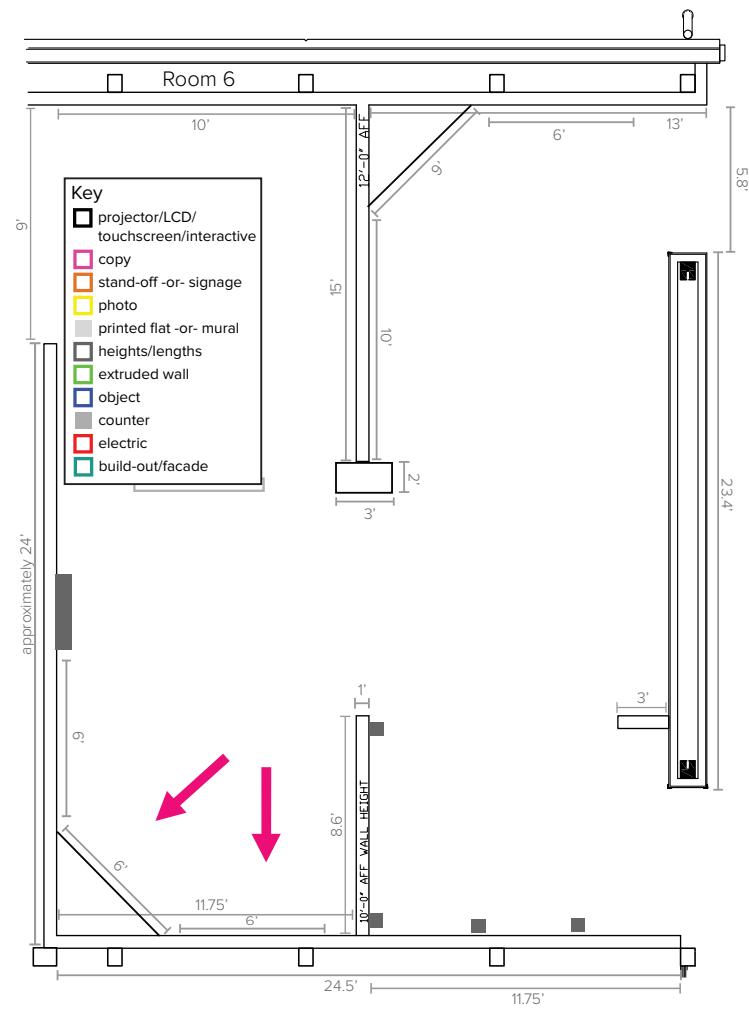 Room 6
10'
12'-0" AFF
6'
13'
9'
5.8'
9'
Key
projector/LCD/
touchscreen/interactive
copy
stand-off -or- signage
photo
printed flat -or- mural
heights/lengths
extruded wall
object
counter
electric
build-out/facade
15'
10'
2'
3'
23.4'
approximately 24'
1'
3'
6'
8.6'
10'-0" AFF WALL HEIGHT
6'
11.75'
6'
24.5'
11.75'